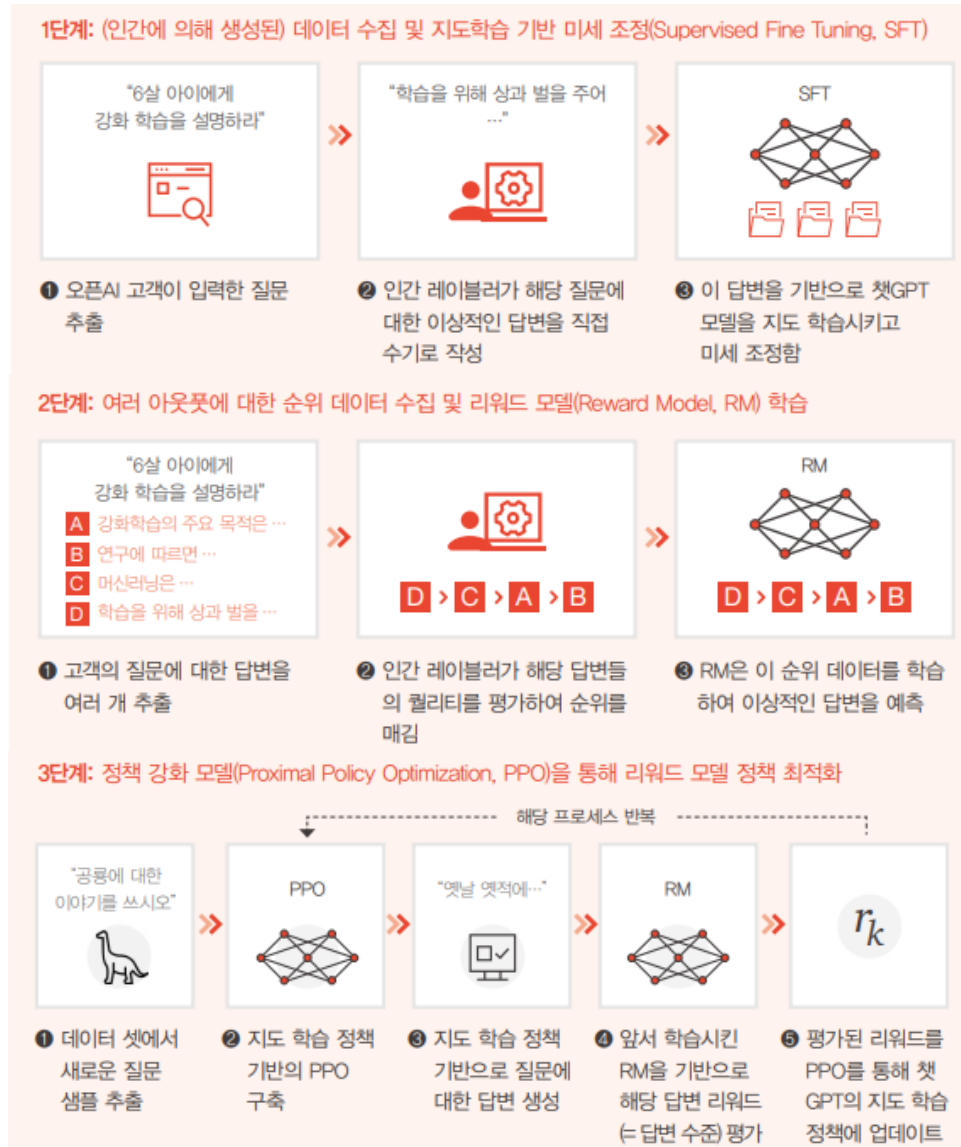 1단계: (인간에 의해 생성된) 데이터 수집 및 지도학습 기반 미세 조정(Supervised Fine Tuning, SFT)
“6살 아이에게
강화 학습을 설명하라”
“학습을 위해 상과 벌을 주어
…”
SFT
❶ 오픈AI 고객이 입력한 질문
추출
❷ 인간 레이블러가 해당 질문에
대한 이상적인 답변을 직접
수기로 작성
❸ 이 답변을 기반으로 챗GPT
모델을 지도 학습시키고
미세 조정함
2단계: 여러 아웃풋에 대한 순위 데이터 수집 및 리워드 모델(Reward Model, RM) 학습
“6살 아이에게
강화 학습을 설명하라”
A 강화학습의 주요 목적은 …
B 연구에 따르면 …
C 머신러닝은 …
D 학습을 위해 상과 벌을 …
D > C > A > B
RM
D > C > A > B
❶ 고객의 질문에 대한 답변을
여러 개 추출
❷ 인간 레이블러가 해당 답변들
의 퀄리티를 평가하여 순위를
매김
❸ RM은 이 순위 데이터를 학습
하여 이상적인 답변을 예측
3단계: 정책 강화 모델(Proximal Policy Optimization, PPO)을 통해 리워드 모델 정책 최적화
해당 프로세스 반복
“공룡에 대한
이야기를 쓰시오”
PPO
“옛날 옛적에…”
RM
rk
❶ 데이터 셋에서
새로운 질문
샘플 추출
❷ 지도 학습 정책
기반의 PPO
구축
❸ 지도 학습 정책
기반으로 질문에
대한 답변 생성
❹ 앞서 학습시킨
RM을 기반으로
해당 답변 리워드
(= 답변 수준) 평가
❺ 평가된 리워드를
PPO를 통해 챗
GPT의 지도 학습
정책에 업데이트